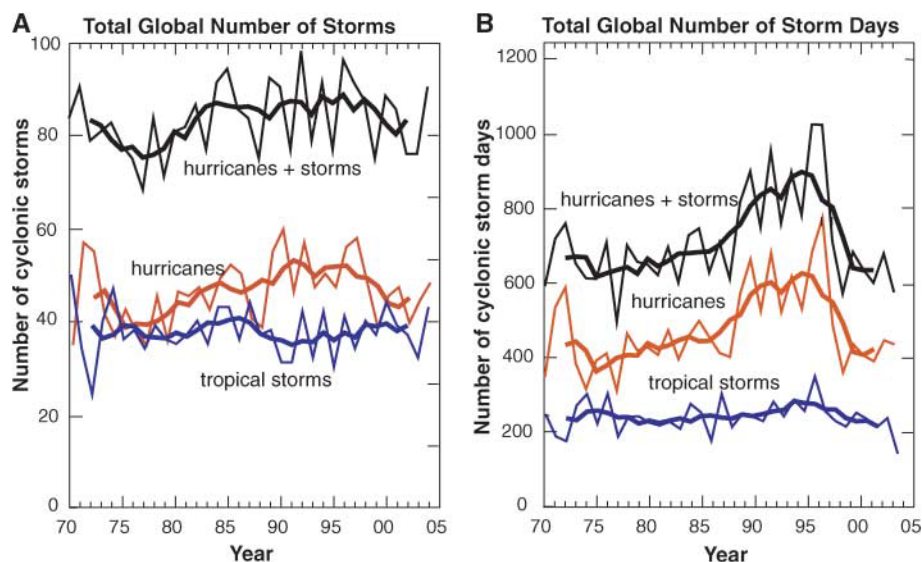 A Total Global Number of Storms
Number of cyclonic storms
100
80
60
40
20
0
hurricanes + storms
hurricanes
tropical storms
70 75 80 85 90 95 00 05
Year
B Total Global Number of Storm Days
Number of cyclonic storm days
1200
1000
800
600
400
200
0
hurricanes + storms
hurricanes
tropical storms
70 75 80 85 90 95 00 05
Year